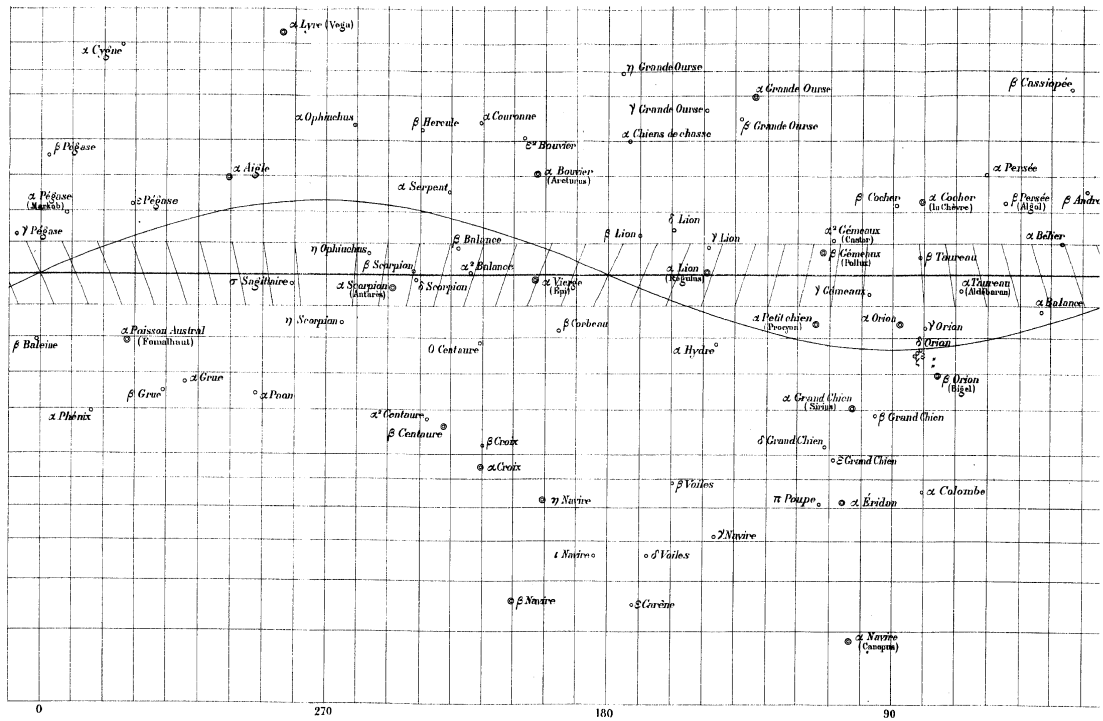 α Lyre (Vega)
α Cygne
η Grande Ourse
β Cassiopée
α Grande Ourse
γ Grande Ourse
α Ophiuchus
β Hercule
α Couronne
β Grande Ourse
α Chiens de chasse
ε² Bouvier
β Pégase
α Aigle
α Bouvier
(Arcturus)
α Persée
α Serpent
α Pégase
(Markab)
ε Pégase
β Cocher
α Cocher
(la Chèvre)
β Persée
(Algol)
β Andro
δ Lion
γ Pégase
β Lion
γ Lion
α² Gémeaux
(Castor)
α Bélier
η Ophiuchus
β Balance
β Gémeaux
(Pollux)
β Taureau
β Scorpion
α² Balance
α Lion
(Régulus)
σ Sagittaire
α Scorpion
(Antarès)
δ Scorpion
α Vierge
(Epi)
γ Gémeaux
α Taureau
(Aldébaran)
α Balance
η Scorpion
β Corbeau
α Petit chien
(Procyon)
α Orion
γ Orion
α Poisson Austral
(Fomalhaut)
β Baleine
θ Centaure
α Hydre
δ Orion
α Grue
β Grue
α Paon
β Orion
(Rigel)
α Phénix
α² Centaure
α Grand Chien
(Sirius)
β Grand Chien
β Centaure
β Croix
δ Grand Chien
α Croix
ε Grand Chien
β Voiles
α Colombe
η Navire
π Poupe
α Éridan
γ Navire
ι Navire
δ Voiles
β Navire
ε Carène
α Navire
(Canopus)
0 270 180 90